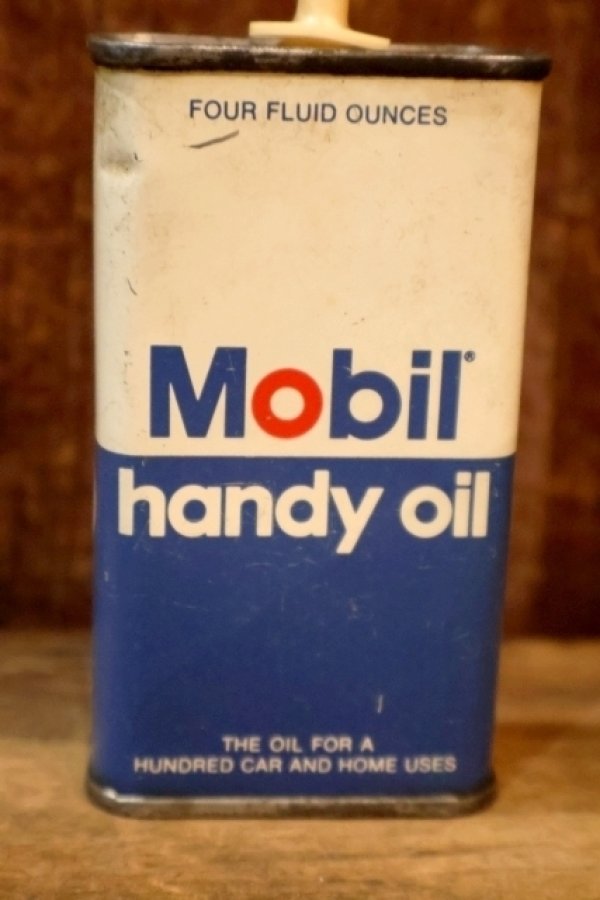 FOUR FLUID OUNCES
Mobil®
handy oil
THE OIL FOR A
HUNDRED CAR AND HOME USES